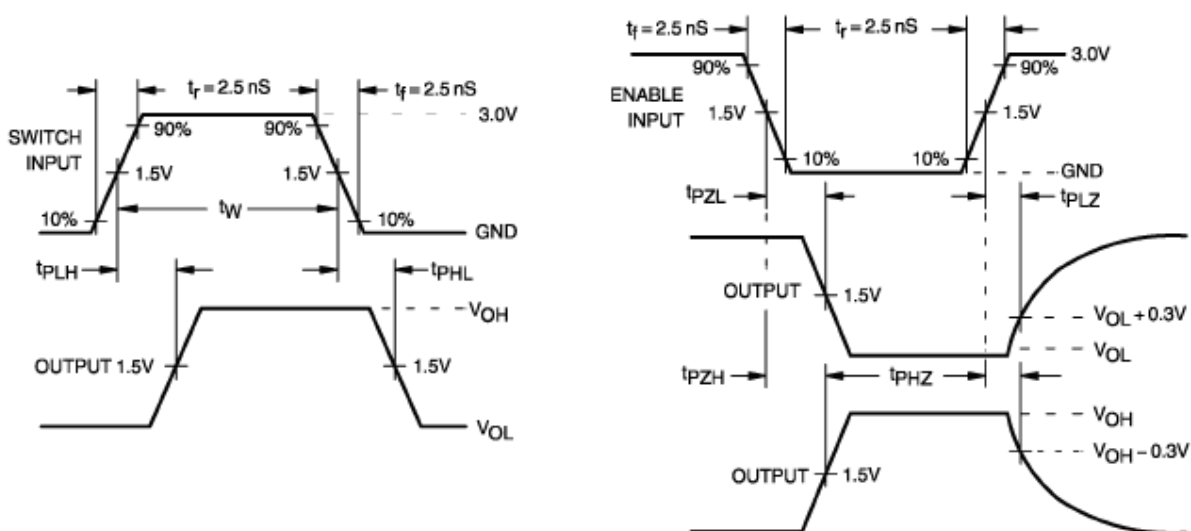 tr = 2.5 nS
tf = 2.5 nS
3.0V
SWITCH
INPUT
90%
90%
1.5V
1.5V
10%
tW
10%
GND
tPLH
tPHL
VOH
OUTPUT 1.5V
1.5V
VOL
tf = 2.5 nS
tr = 2.5 nS
3.0V
90%
90%
ENABLE
INPUT
1.5V
1.5V
10%
10%
GND
tPZL
tPLZ
OUTPUT
1.5V
VOL + 0.3V
VOL
tPZH
tPHZ
VOH
VOH – 0.3V
OUTPUT
1.5V